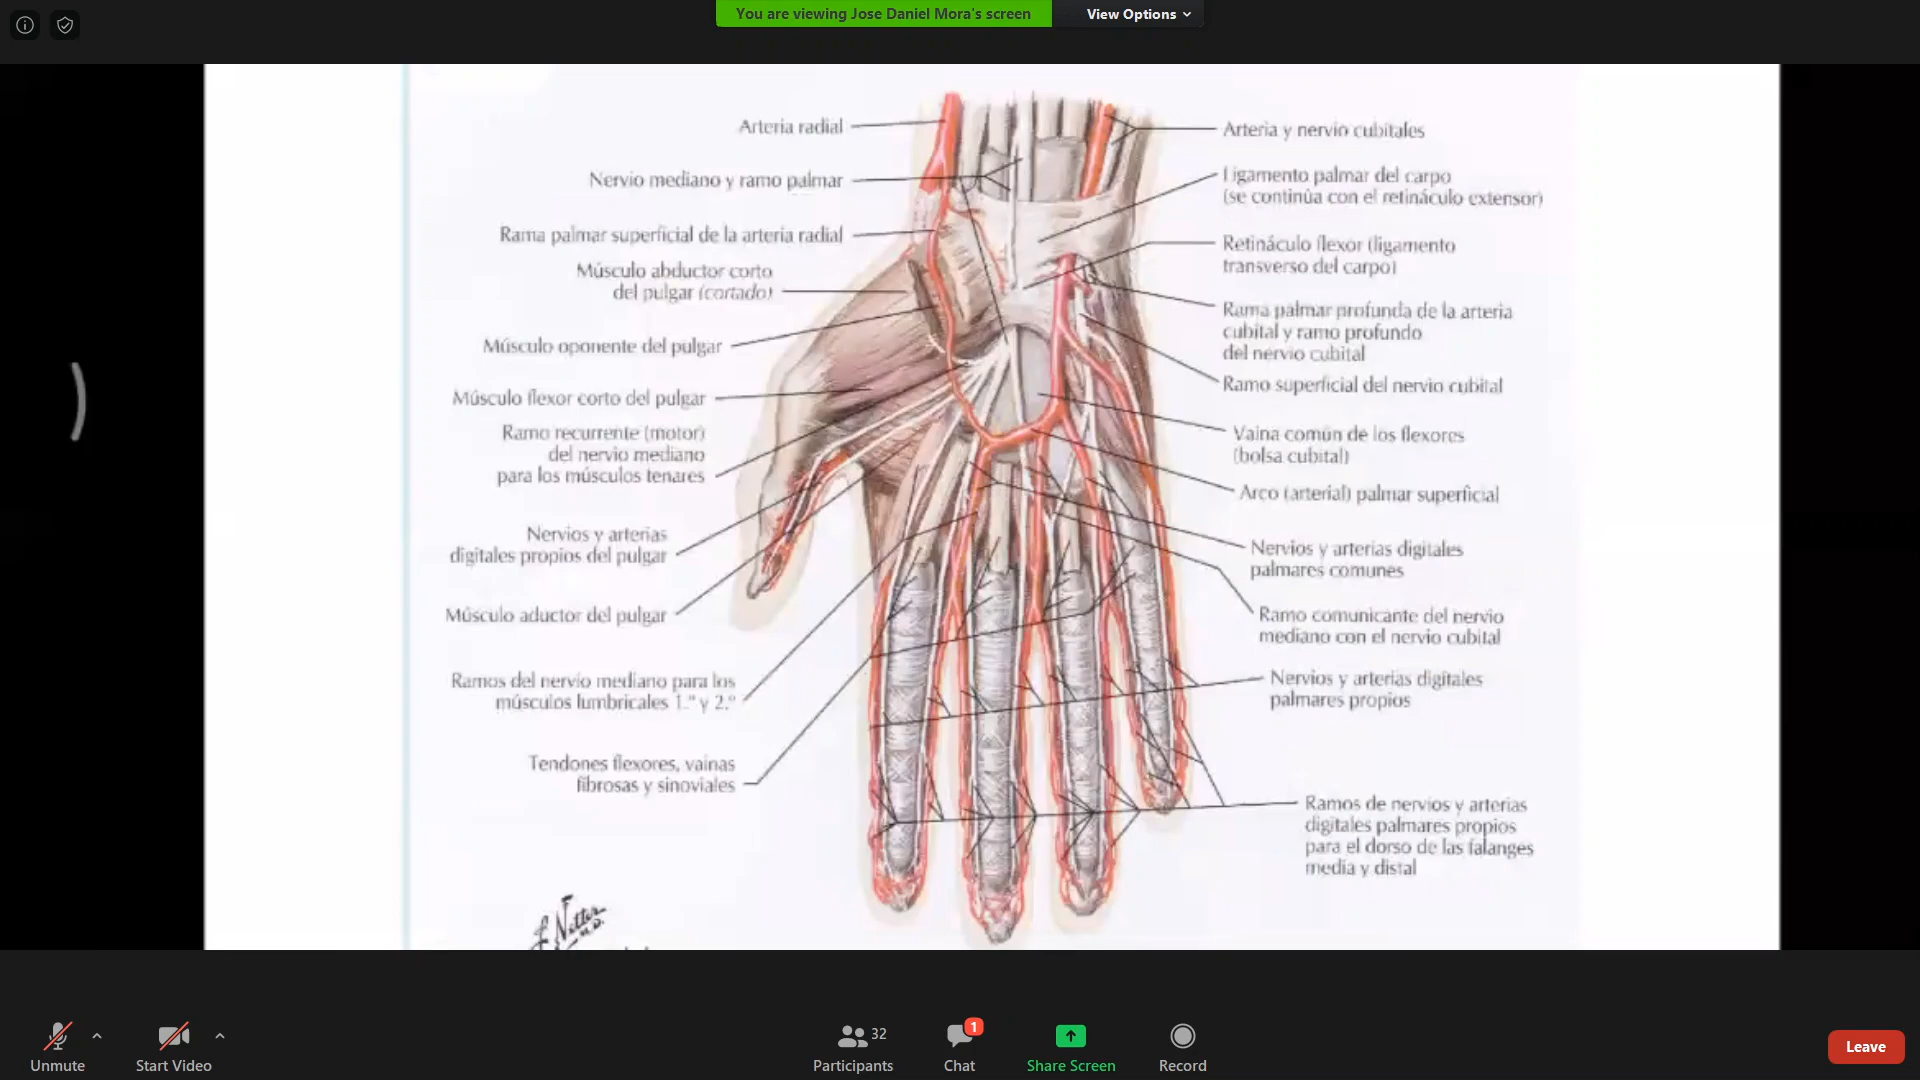 You are viewing Jose Daniel Mora's screen
View Options
Arteria radial
Nervio mediano y ramo palmar
Rama palmar superficial de la arteria radial
Músculo abductor corto
del pulgar (cortado)
Músculo oponente del pulgar
Músculo flexor corto del pulgar
Ramo recurrente (motor)
del nervio mediano
para los músculos tenares
Nervios y arterias
digitales propios del pulgar
Músculo aductor del pulgar
Ramos del nervio mediano para los
músculos lumbricales 1.º y 2.º
Tendones flexores, vainas
fibrosas y sinoviales
Arteria y nervio cubitales
Ligamento palmar del carpo
(se continúa con el retináculo extensor)
Retináculo flexor (ligamento
transverso del carpo)
Rama palmar profunda de la arteria
cubital y ramo profundo
del nervio cubital
Ramo superficial del nervio cubital
Vaina común de los flexores
(bolsa cubital)
Arco (arterial) palmar superficial
Nervios y arterias digitales
palmares comunes
Ramo comunicante del nervio
mediano con el nervio cubital
Nervios y arterias digitales
palmares propios
Ramos de nervios y arterias
digitales palmares propios
para el dorso de las falanges
media y distal
F. Netter
M.D.
Unmute
Start Video
32
Participants
1
Chat
Share Screen
Record
Leave